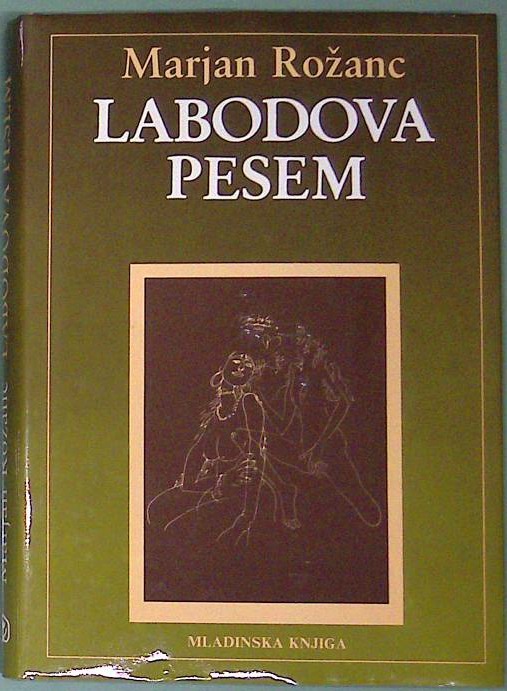 Marjan Rožanc
LABODOVA
PESEM
MLADINSKA KNJIGA
Marjan Rožanc LABODOVA PESEM